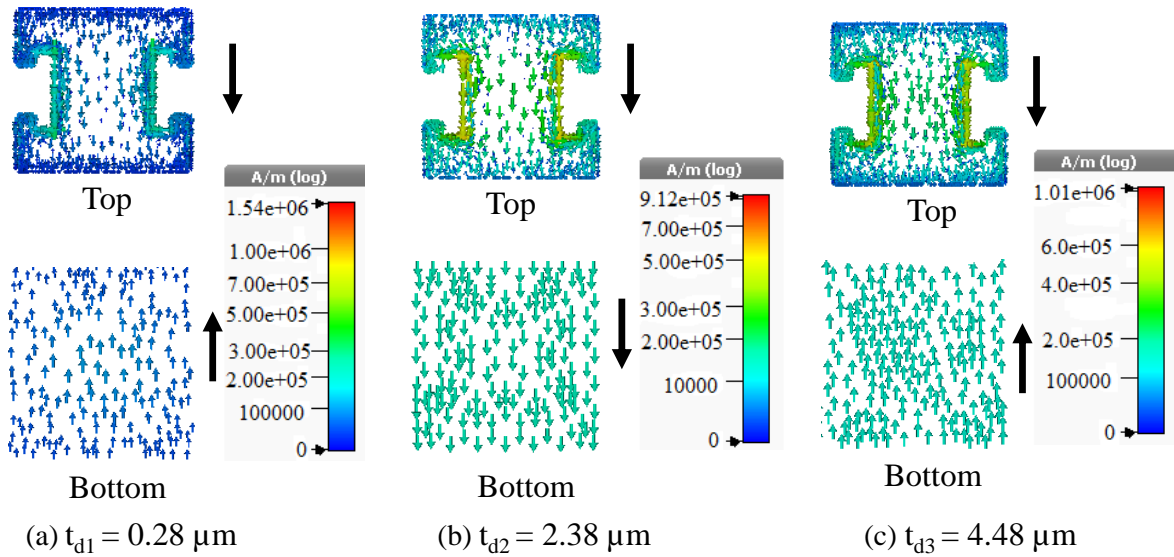 Top
A/m (log)
1.54e+06
1.00e+06
7.00e+05
5.00e+05
3.00e+05
2.00e+05
100000
0
Bottom
(a) td1 = 0.28 µm
Top
A/m (log)
9.12e+05
7.00e+05
5.00e+05
3.00e+05
2.00e+05
10000
0
Bottom
(b) td2 = 2.38 µm
Top
A/m (log)
1.01e+06
6.0e+05
4.0e+05
2.0e+05
100000
0
Bottom
(c) td3 = 4.48 µm